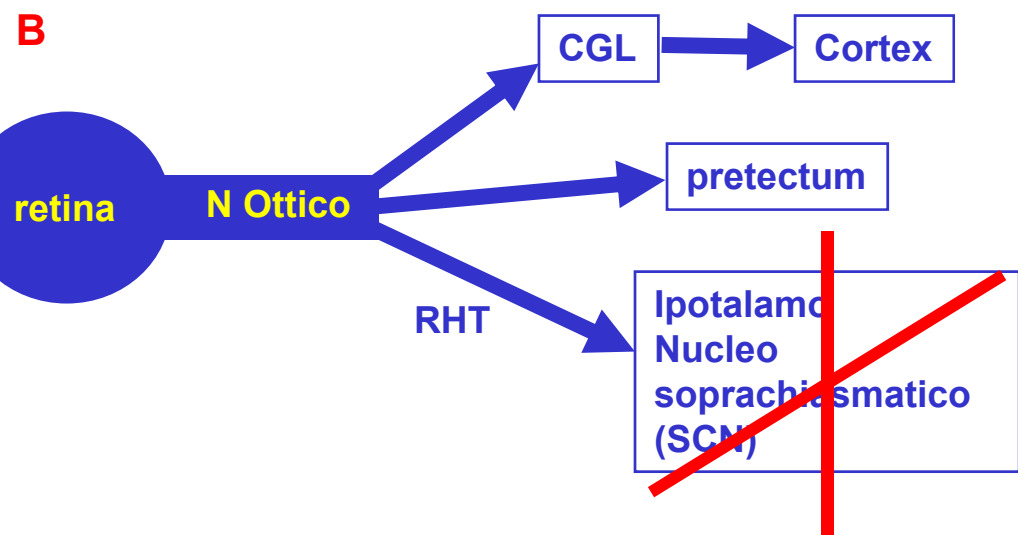 B
CGL
Cortex
pretectum
retina
N Ottico
RHT
Ipotalamo
Nucleo
soprachiasmatico
(SCN)